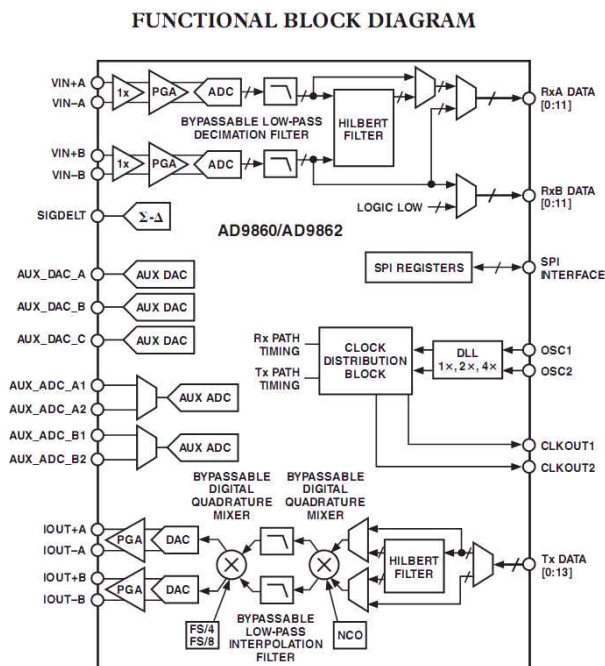 FUNCTIONAL BLOCK DIAGRAM
VIN+A
VIN–A
1x
PGA
ADC
BYPASSABLE LOW-PASS
DECIMATION FILTER
HILBERT
FILTER
RxA DATA
[0:11]
VIN+B
VIN–B
1x
PGA
ADC
LOGIC LOW
RxB DATA
[0:11]
SIGDELT
Σ-Δ
AD9860/AD9862
SPI REGISTERS
SPI
INTERFACE
AUX_DAC_A
AUX DAC
AUX_DAC_B
AUX DAC
AUX_DAC_C
AUX DAC
Rx PATH
TIMING
Tx PATH
TIMING
CLOCK
DISTRIBUTION
BLOCK
DLL
1×, 2×, 4×
OSC1
OSC2
AUX_ADC_A1
AUX_ADC_A2
AUX ADC
AUX_ADC_B1
AUX_ADC_B2
AUX ADC
CLKOUT1
CLKOUT2
BYPASSABLE
DIGITAL
QUADRATURE
MIXER
BYPASSABLE
DIGITAL
QUADRATURE
MIXER
IOUT+A
IOUT–A
PGA
DAC
HILBERT
FILTER
Tx DATA
[0:13]
IOUT+B
IOUT–B
PGA
DAC
FS/4
FS/8
BYPASSABLE
LOW-PASS
INTERPOLATION
FILTER
NCO